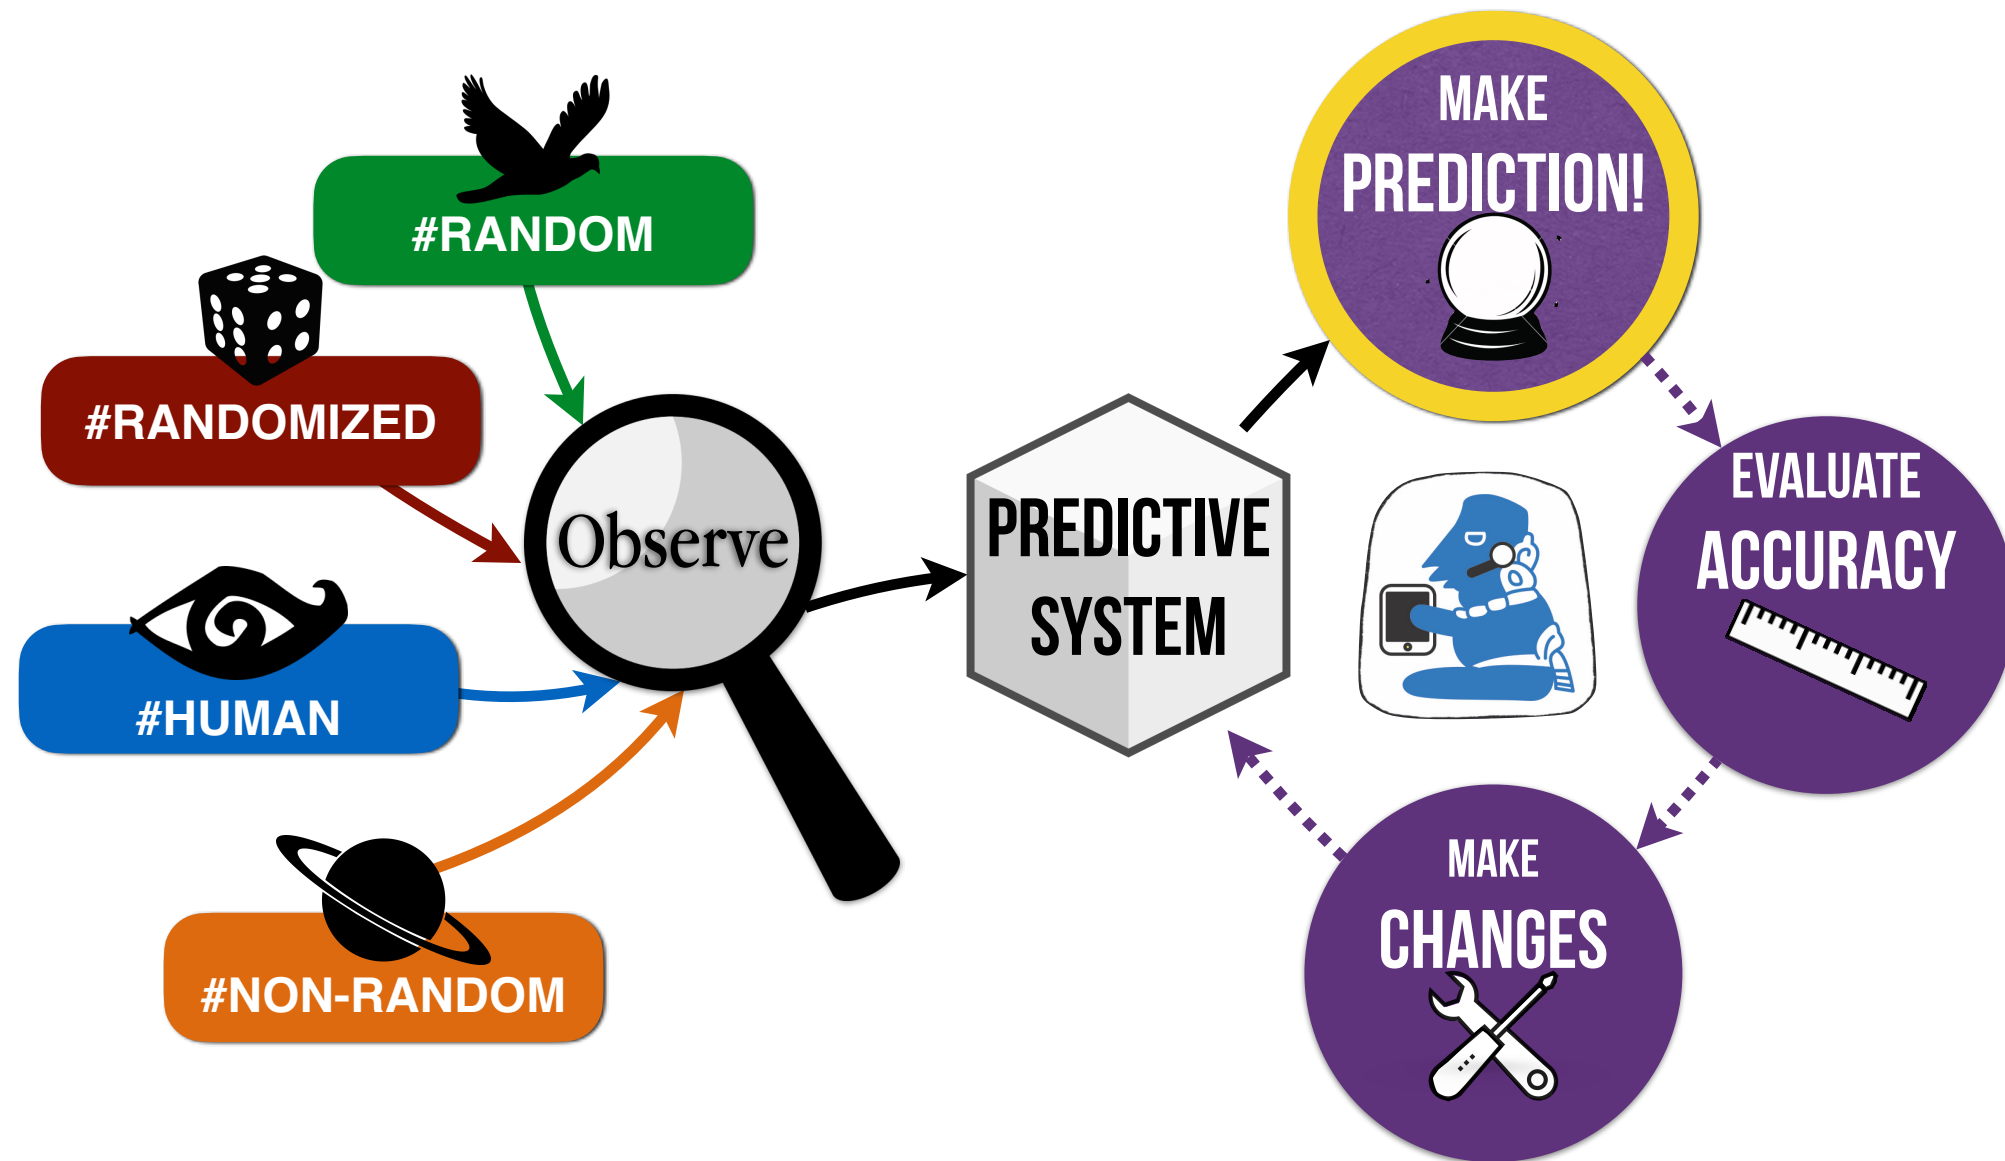 #RANDOM
#RANDOMIZED
#HUMAN
#NON-RANDOM
Observe
PREDICTIVE
SYSTEM
MAKE
PREDICTION!
EVALUATE
ACCURACY
MAKE
CHANGES